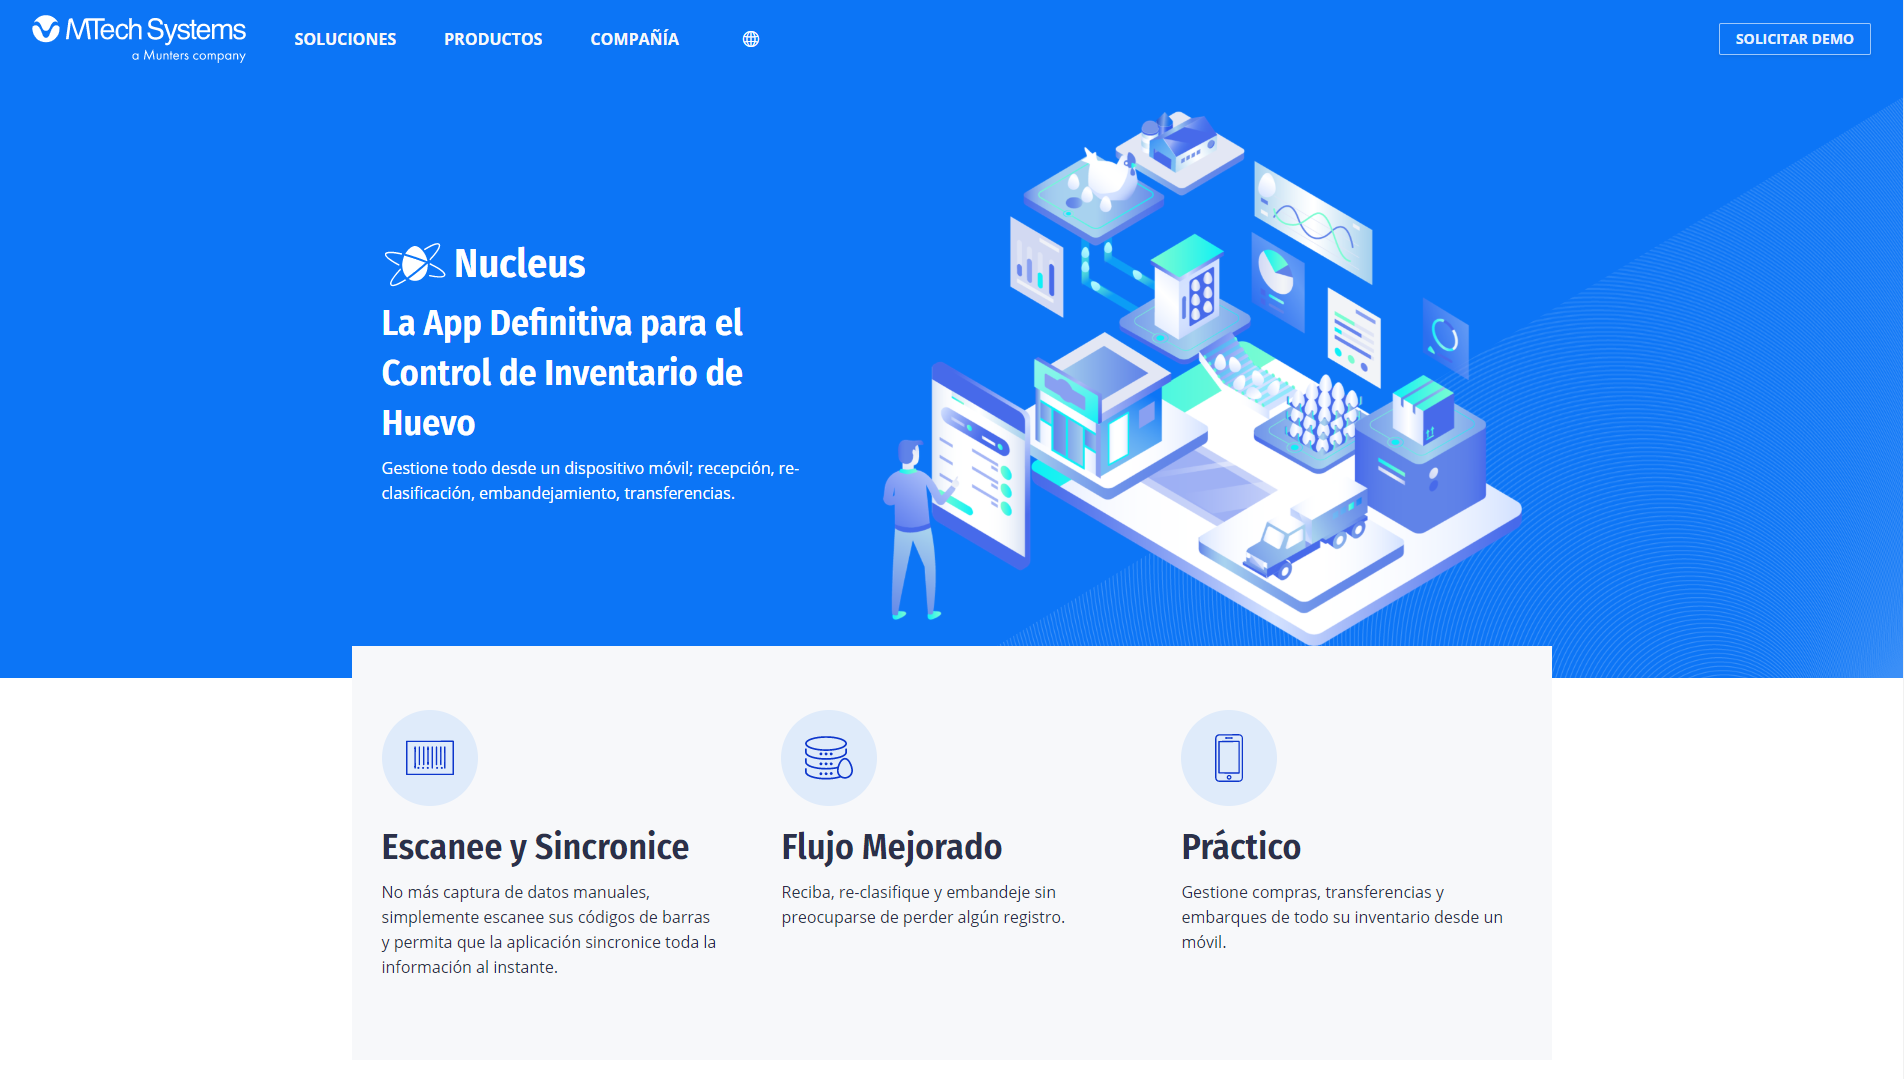 MTech Systems
a Munters company
SOLUCIONES
PRODUCTOS
COMPAÑÍA
SOLICITAR DEMO
Nucleus
La App Definitiva para el
Control de Inventario de
Huevo
Gestione todo desde un dispositivo móvil; recepción, re-
clasificación, embandejamiento, transferencias.
Escanee y Sincronice
No más captura de datos manuales,
simplemente escanee sus códigos de barras
y permita que la aplicación sincronice toda la
información al instante.
Flujo Mejorado
Reciba, re-clasifique y embandeje sin
preocuparse de perder algún registro.
Práctico
Gestione compras, transferencias y
embarques de todo su inventario desde un
móvil.